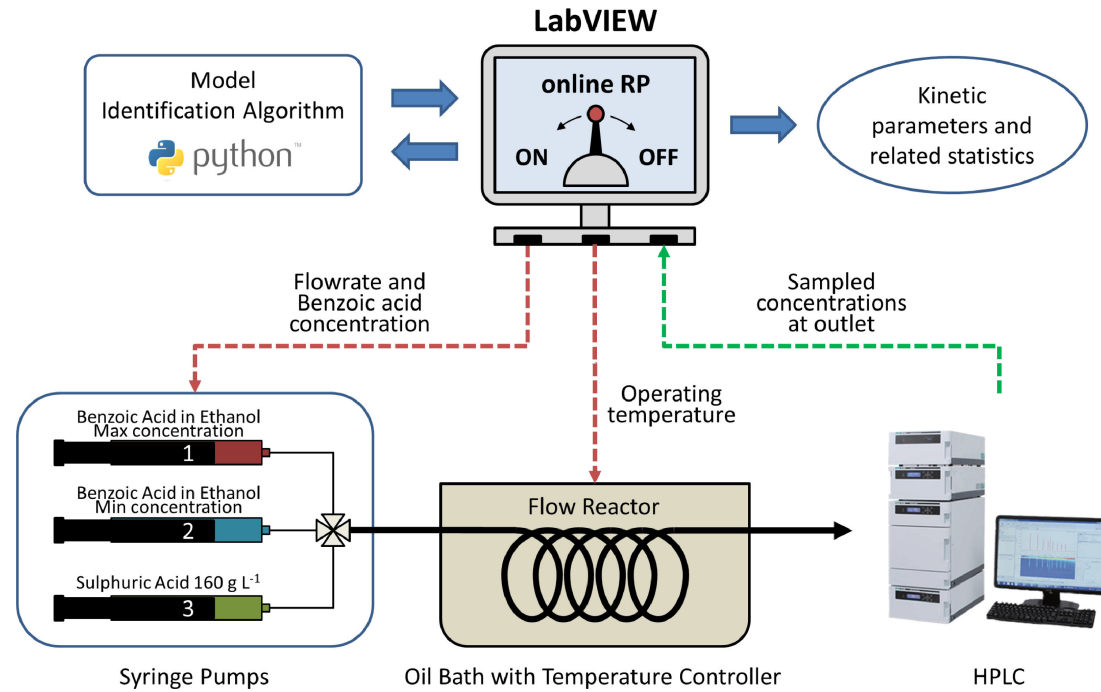 LabVIEW
Model
Identification Algorithm
python™
online RP
ON
OFF
Kinetic
parameters and
related statistics
Flowrate and
Benzoic acid
concentration
Sampled
concentrations
at outlet
Operating
temperature
Benzoic Acid in Ethanol
Max concentration
1
Benzoic Acid in Ethanol
Min concentration
2
Sulphuric Acid 160 g L⁻¹
3
Flow Reactor
Syringe Pumps
Oil Bath with Temperature Controller
HPLC